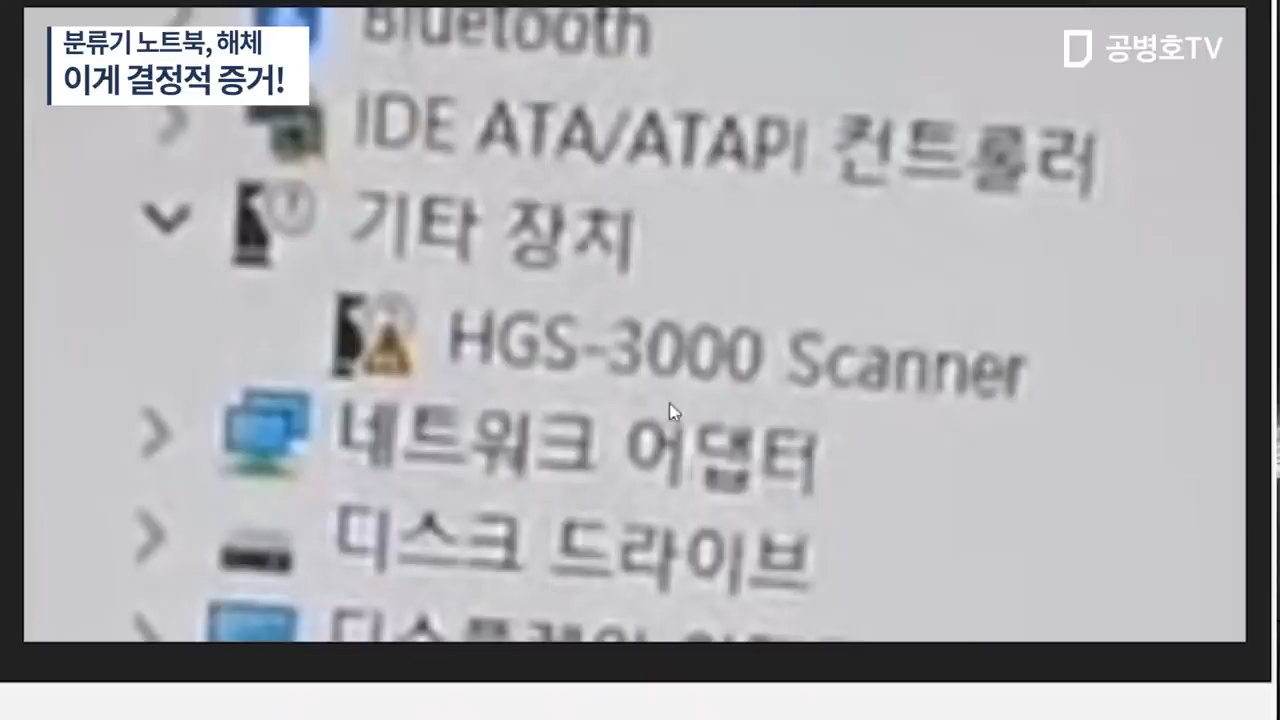 분류기 노트북, 해체
이게 결정적 증거!
공병호TV
Bluetooth
IDE ATA/ATAPI 컨트롤러
기타 장치
HGS-3000 Scanner
네트워크 어댑터
디스크 드라이브